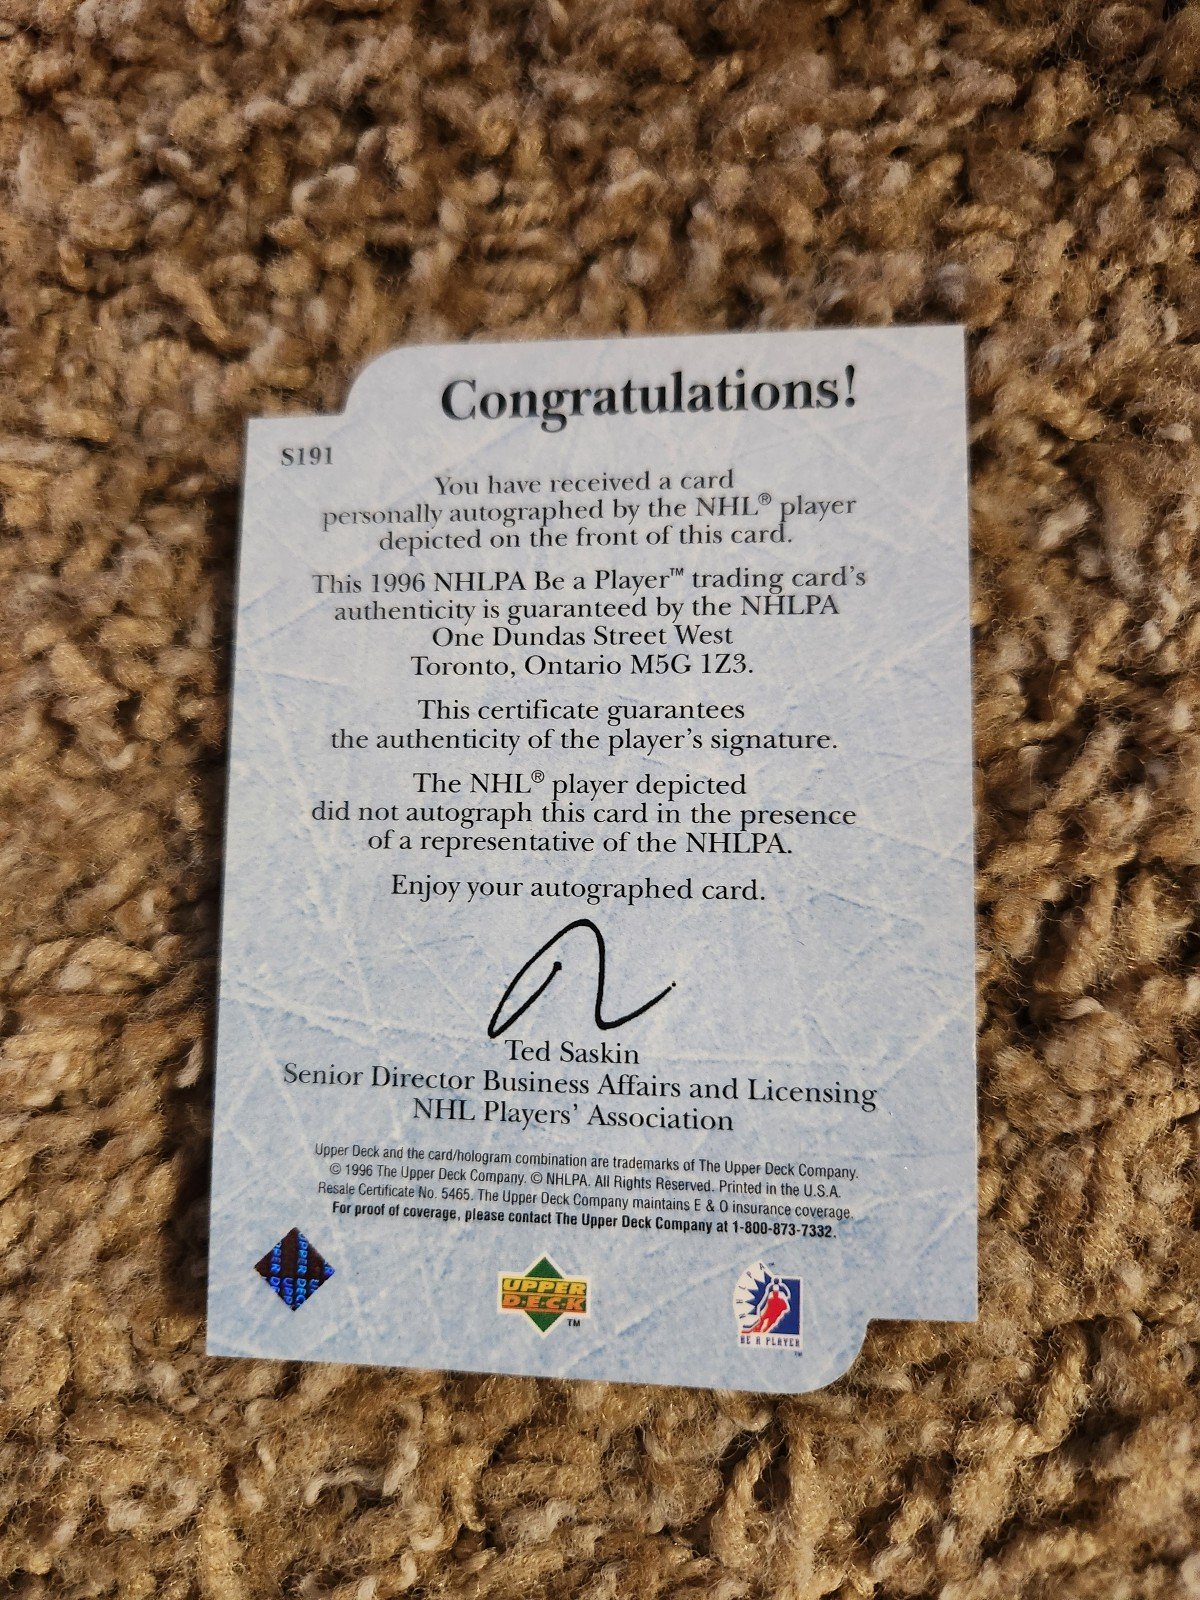 Congratulations!
S191
You have received a card
personally autographed by the NHL® player
depicted on the front of this card.
This 1996 NHLPA Be a Player™ trading card's
authenticity is guaranteed by the NHLPA
One Dundas Street West
Toronto, Ontario M5G 1Z3.
This certificate guarantees
the authenticity of the player's signature.
The NHL® player depicted
did not autograph this card in the presence
of a representative of the NHLPA.
Enjoy your autographed card.
Ted Saskin
Senior Director Business Affairs and Licensing
NHL Players' Association
Upper Deck and the card/hologram combination are trademarks of The Upper Deck Company.
© 1996 The Upper Deck Company. © NHLPA. All Rights Reserved. Printed in the U.S.A.
Resale Certificate No. 5465. The Upper Deck Company maintains E & O insurance coverage.
For proof of coverage, please contact The Upper Deck Company at 1-800-873-7332.
UPPER
D·E·C·K
TM
NHLPA
BE A PLAYER
TM